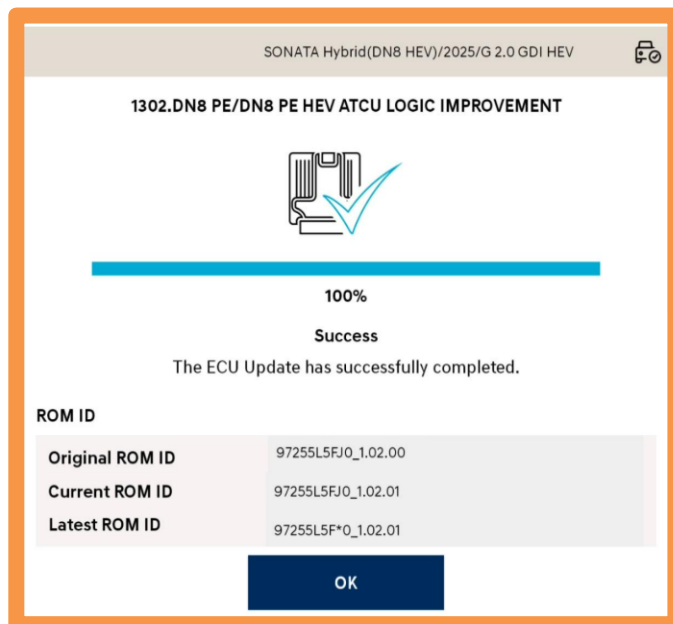 SONATA Hybrid(DN8 HEV)/2025/G 2.0 GDI HEV
1302.DN8 PE/DN8 PE HEV ATCU LOGIC IMPROVEMENT
100%
Success
The ECU Update has successfully completed.
ROM ID
Original ROM ID 97255L5FJ0_1.02.00
Current ROM ID 97255L5FJ0_1.02.01
Latest ROM ID 97255L5F*0_1.02.01
OK